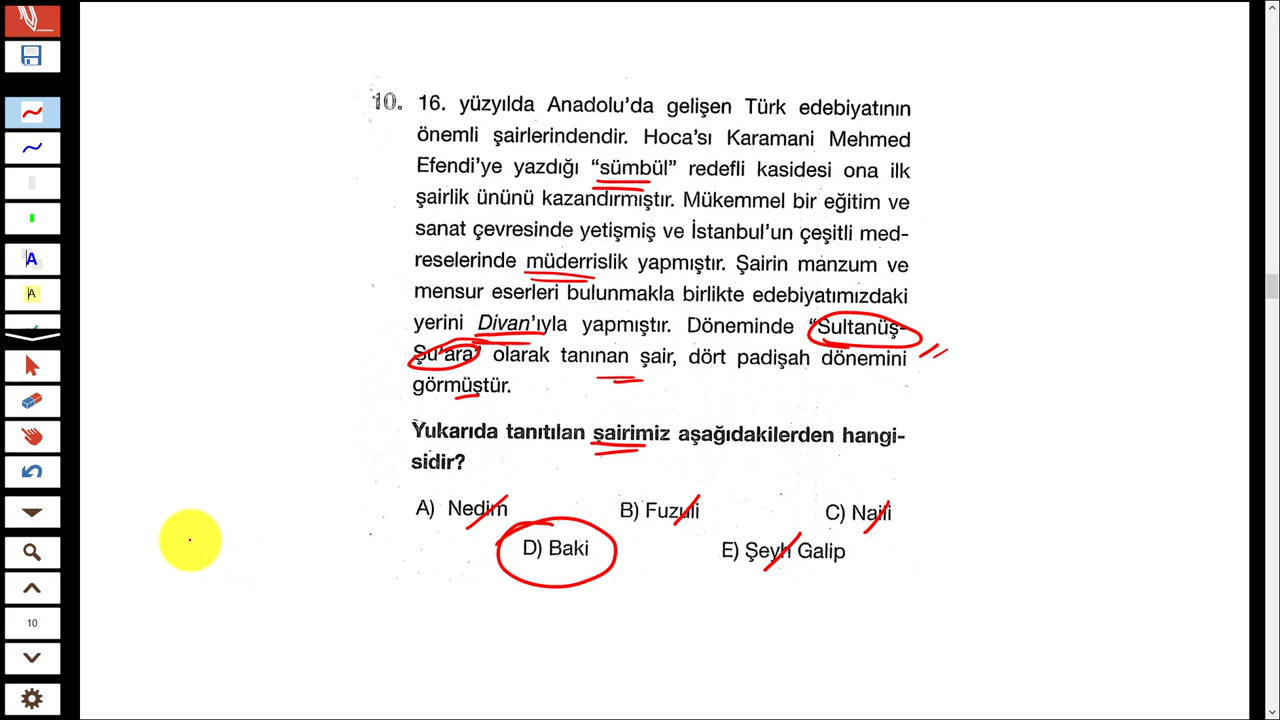 10. 16. yüzyılda Anadolu'da gelişen Türk edebiyatının
önemli şairlerindendir. Hoca'sı Karamani Mehmed
Efendi'ye yazdığı “sümbül” redefli kasidesi ona ilk
şairlik ününü kazandırmıştır. Mükemmel bir eğitim ve
sanat çevresinde yetişmiş ve İstanbul'un çeşitli med-
reselerinde müderrislik yapmıştır. Şairin manzum ve
mensur eserleri bulunmakla birlikte edebiyatımızdaki
yerini Divan'ıyla yapmıştır. Döneminde “Sultanüş-
Şu'ara” olarak tanınan şair, dört padişah dönemini
görmüştür.
Yukarıda tanıtılan şairimiz aşağıdakilerden hangi-
sidir?
A) Nedim B) Fuzuli C) Naili
D) Baki E) Şeyh Galip
A
A
10